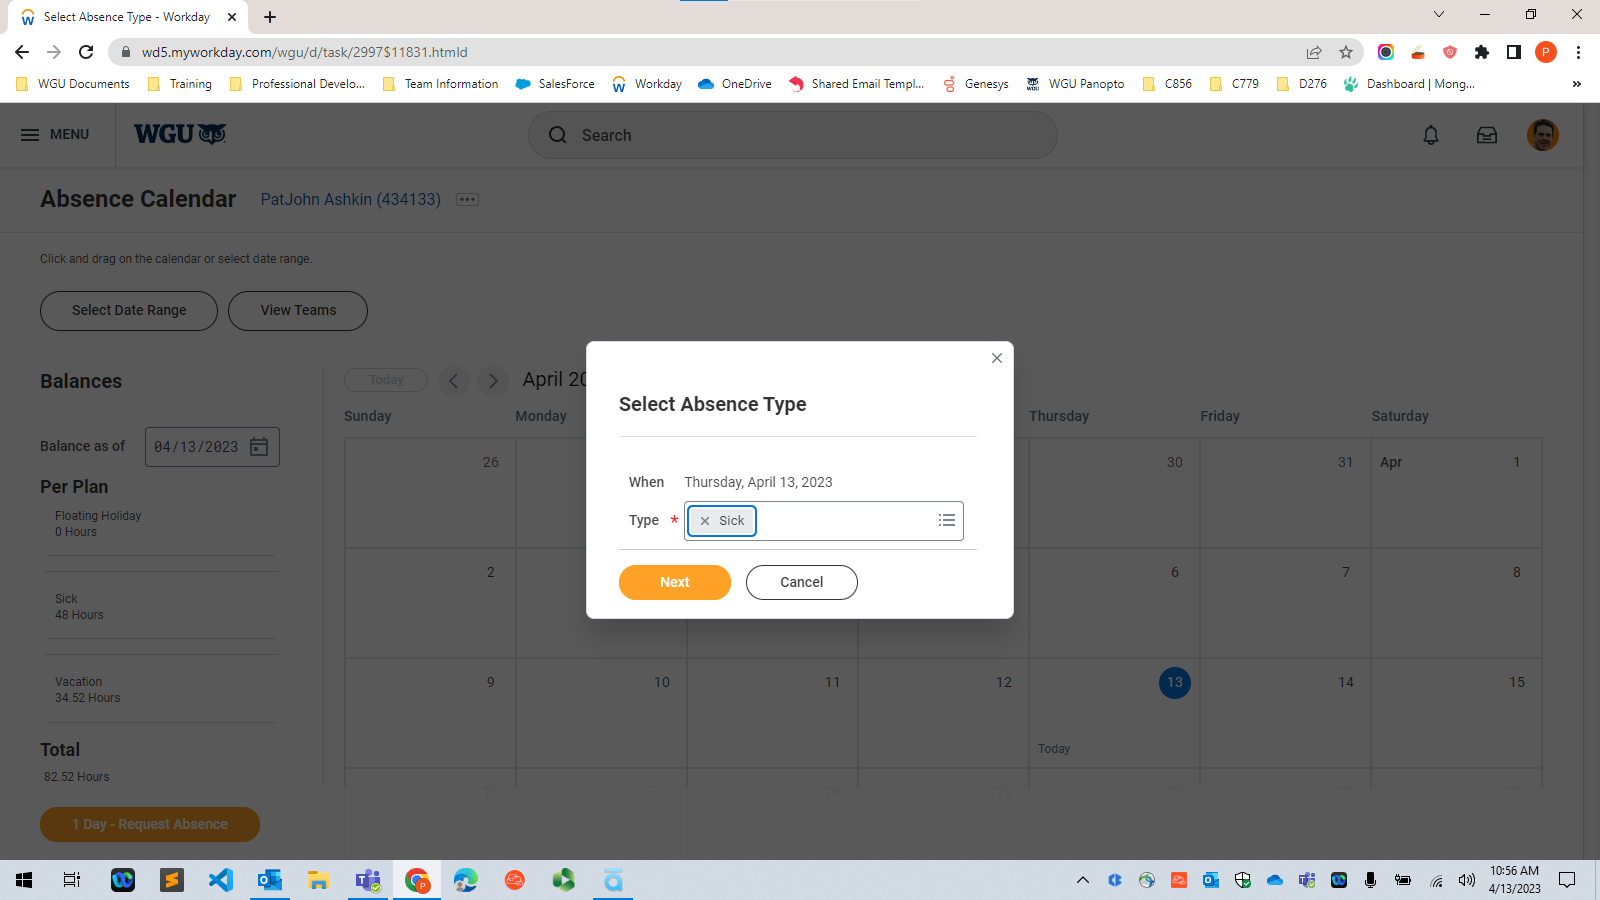 Select Absence Type - Workday
wd5.myworkday.com/wgu/d/task/2997$11831.htmld
P
WGU Documents
Training
Professional Develo...
Team Information
SalesForce
Workday
OneDrive
Shared Email Templ...
Genesys
WGU Panopto
C856
C779
D276
Dashboard | Mong...
»
MENU
WGU
Search
Absence Calendar
PatJohn Ashkin (434133)
Click and drag on the calendar or select date range.
Select Date Range
View Teams
Balances
Balance as of
04/13/2023
Per Plan
Floating Holiday
0 Hours
Sick
48 Hours
Vacation
34.52 Hours
Total
82.52 Hours
1 Day - Request Absence
Today
April 20
Sunday
Monday
Thursday
Friday
Saturday
26
30
31
Apr
1
2
6
7
8
9
10
11
12
13
14
15
Today
Select Absence Type
When
Thursday, April 13, 2023
Type *
Sick
Next
Cancel
10:56 AM
4/13/2023